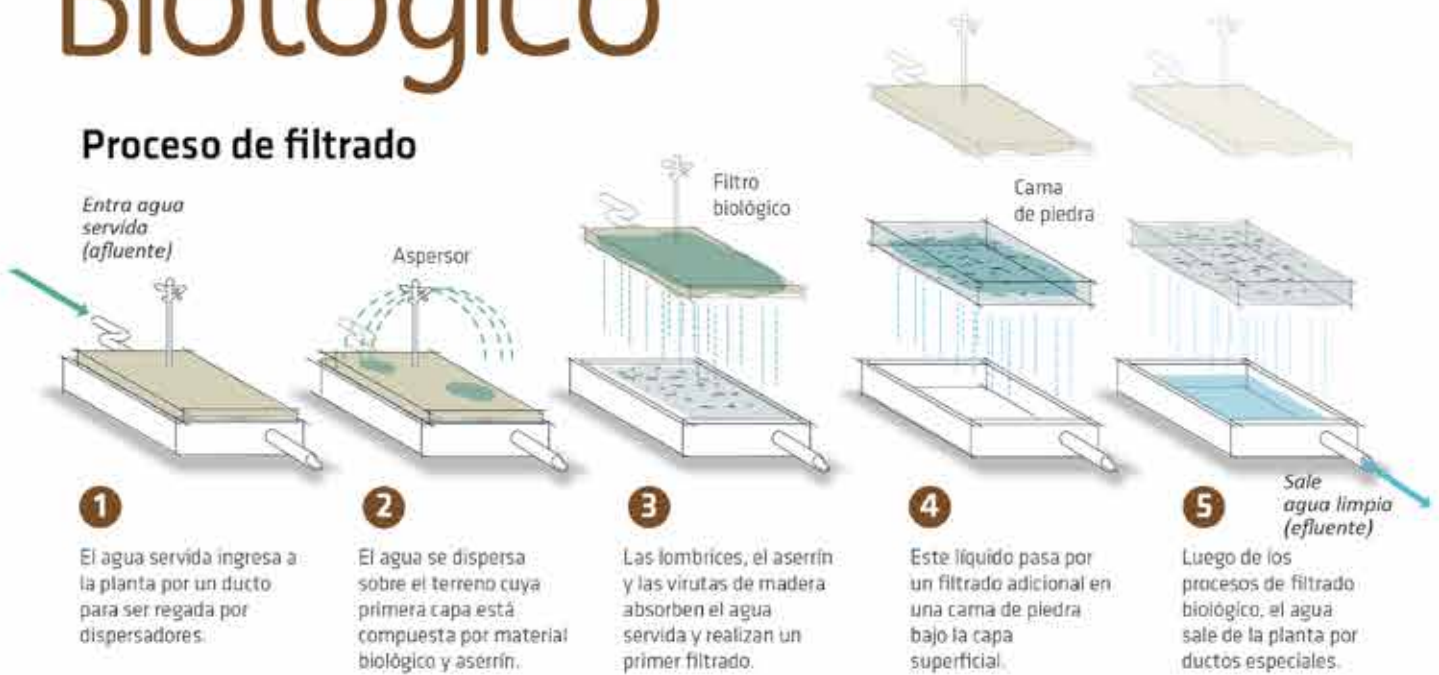 Biológico
Proceso de filtrado
Entra agua
servida
(afluente)
Aspersor
Filtro
biológico
Cama
de piedra
1
El agua servida ingresa a
la planta por un ducto
para ser regada por
dispersadores.
2
El agua se dispersa
sobre el terreno cuya
primera capa está
compuesta por material
biológico y aserrín.
3
Las lombrices, el aserrín
y las virutas de madera
absorben el agua
servida y realizan un
primer filtrado.
4
Este líquido pasa por
un filtrado adicional en
una cama de piedra
bajo la capa
superficial.
5
Sale
agua limpia
(efluente)
Luego de los
procesos de filtrado
biológico, el agua
sale de la planta por
ductos especiales.